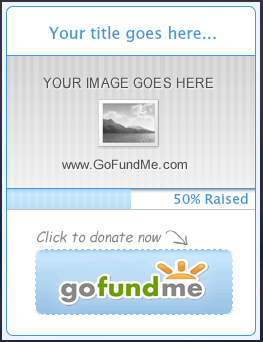 Your title goes here...
YOUR IMAGE GOES HERE
www.GoFundMe.com
50% Raised
Click to donate now
gofundme